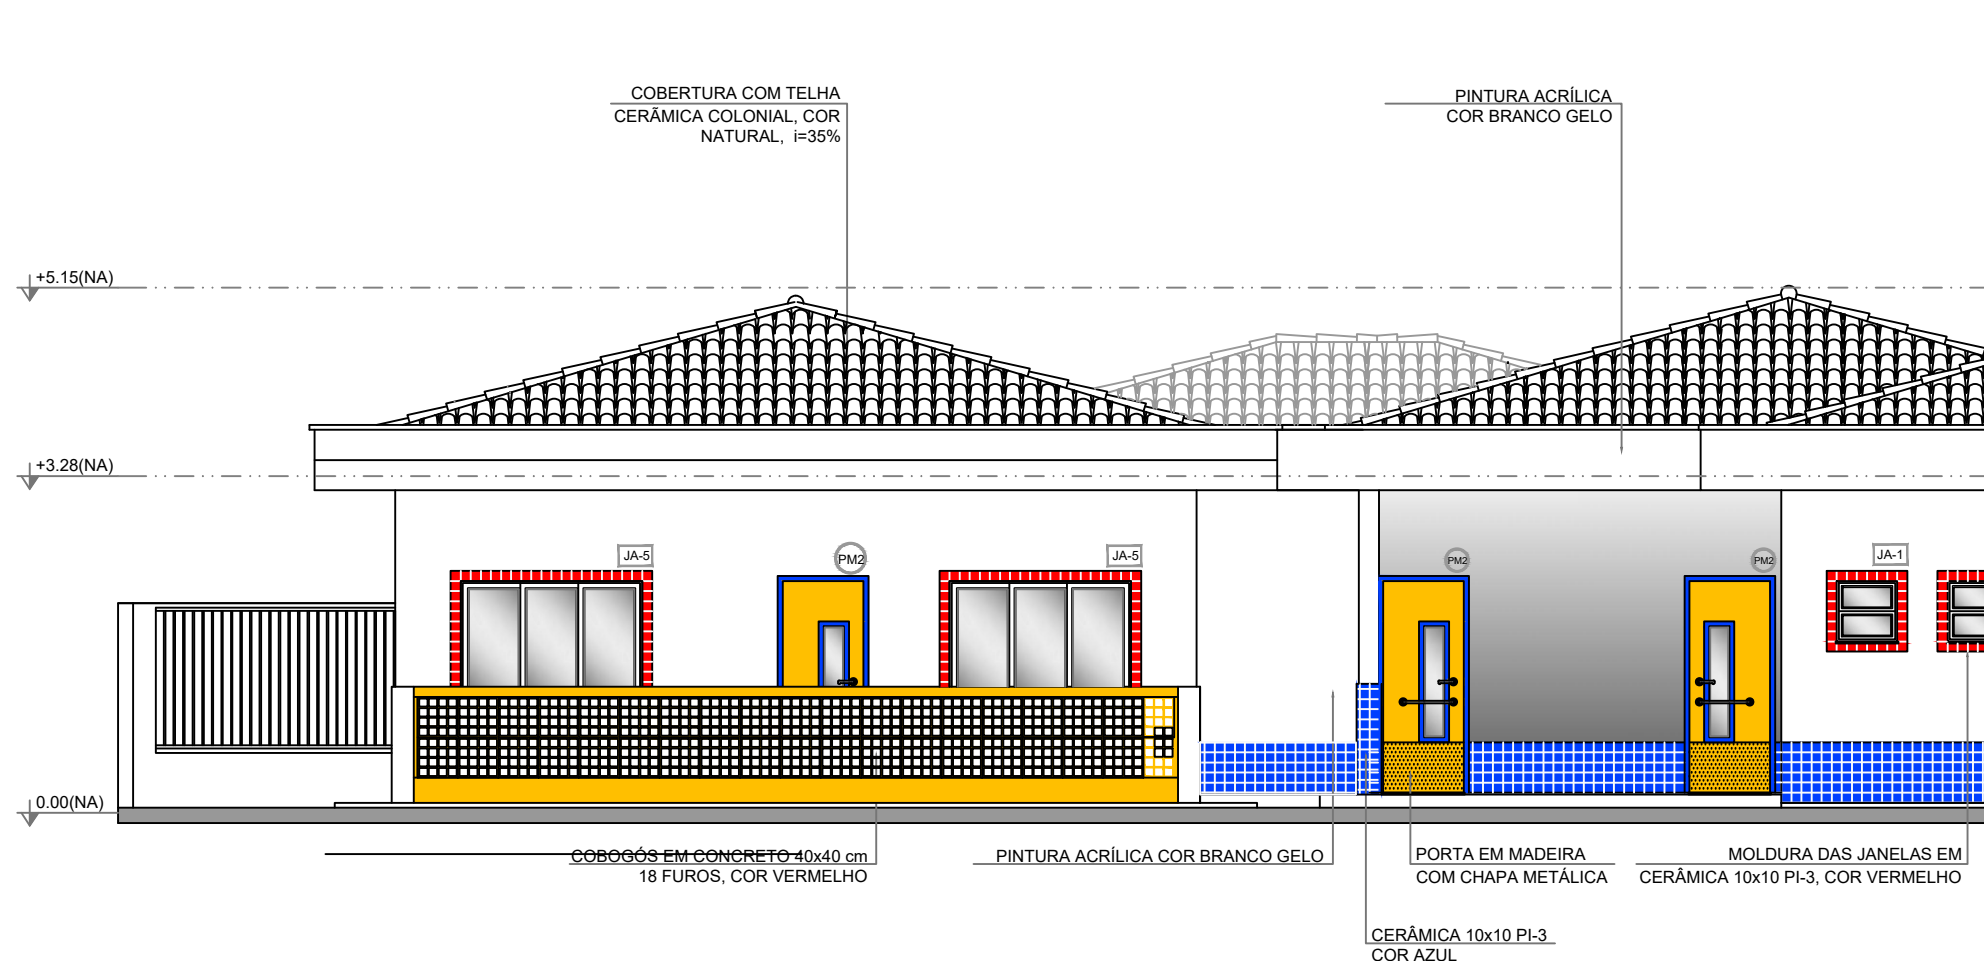 COBERTURA COM TELHA
CERÃMICA COLONIAL, COR
NATURAL, i=35%
PINTURA ACRÍLICA
COR BRANCO GELO
+5.15(NA)
+3.28(NA)
JA-5
PM2
JA-5
PM2
PM2
JA-1
0.00(NA)
COBOGÓS EM CONCRETO 40x40 cm
18 FUROS, COR VERMELHO
PINTURA ACRÍLICA COR BRANCO GELO
PORTA EM MADEIRA
COM CHAPA METÁLICA
MOLDURA DAS JANELAS EM
CERÂMICA 10x10 PI-3, COR VERMELHO
CERÂMICA 10x10 PI-3
COR AZUL